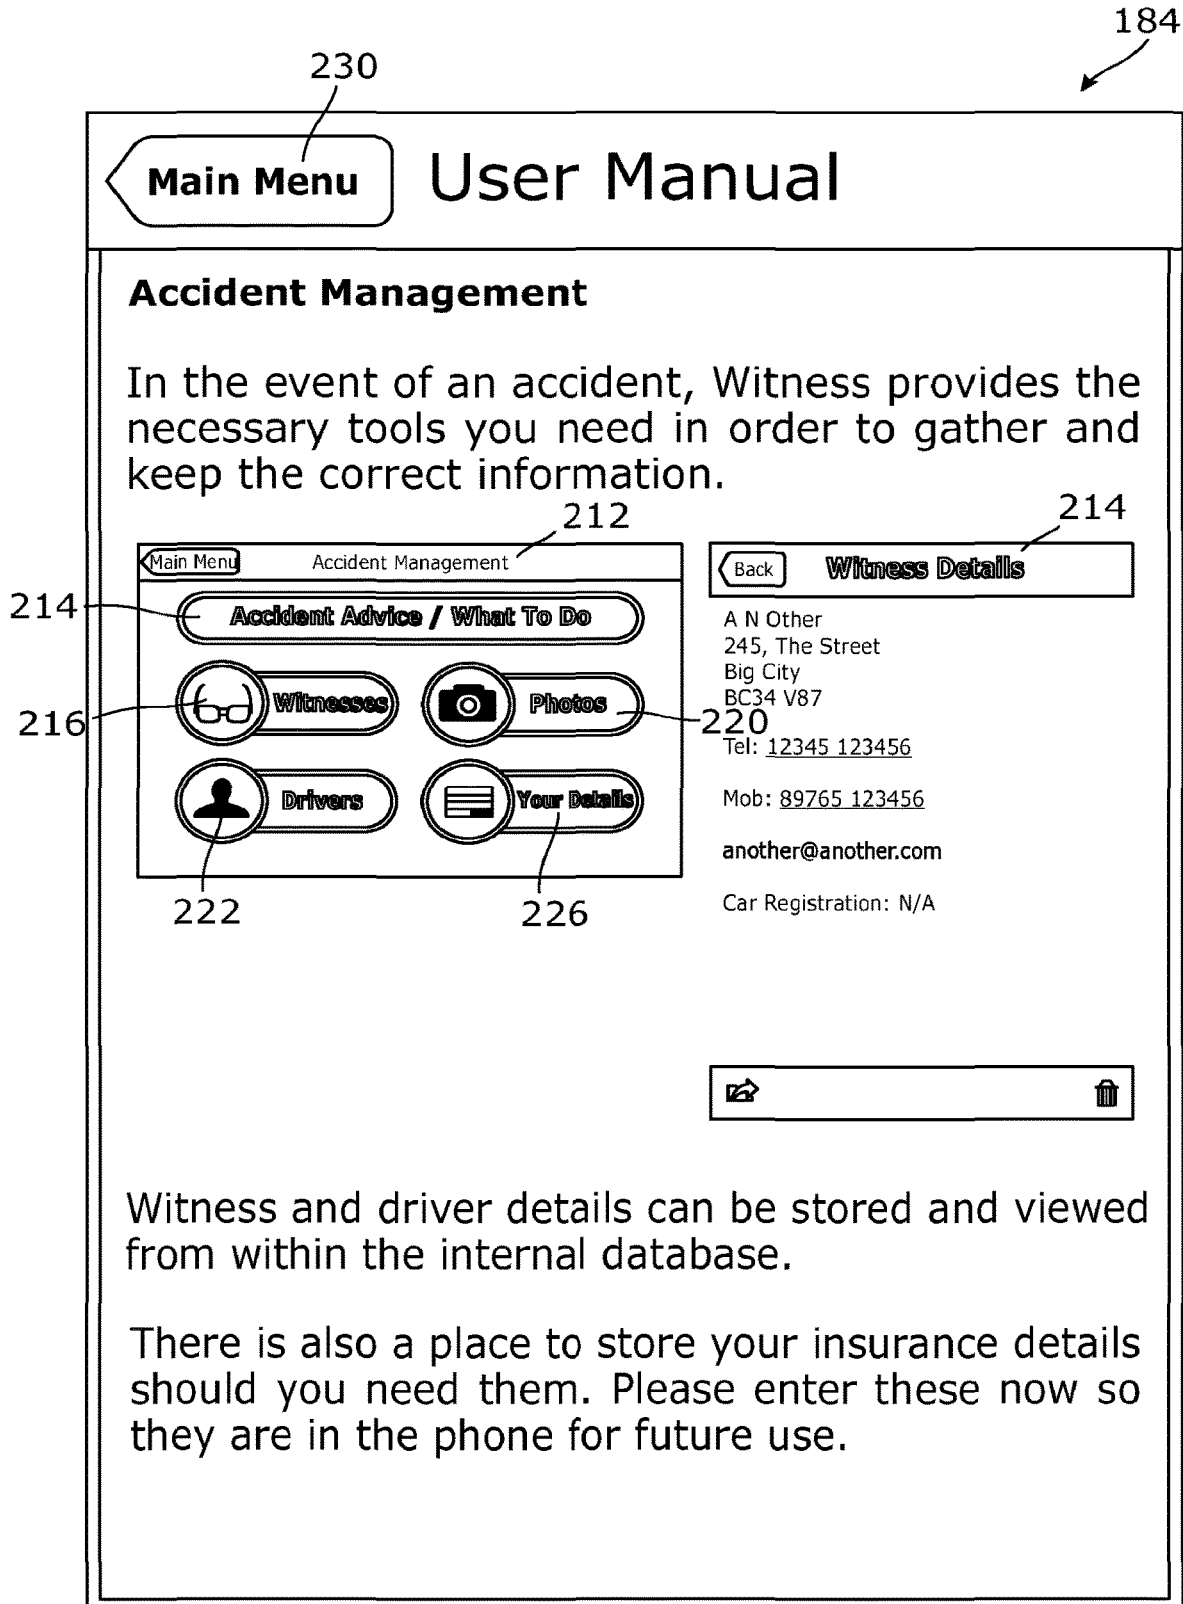 184
230
Main Menu
User Manual
Accident Management
In the event of an accident, Witness provides the
necessary tools you need in order to gather and
keep the correct information.
212
214
Main Menu
Accident Management
Back
Witness Details
214
Accident Advice / What To Do
216
Witnesses
Photos
220
Drivers
Your Details
222
226
A N Other
245, The Street
Big City
BC34 V87
Tel: 12345 123456
Mob: 89765 123456
another@another.com
Car Registration: N/A
Witness and driver details can be stored and viewed
from within the internal database.
There is also a place to store your insurance details
should you need them. Please enter these now so
they are in the phone for future use.